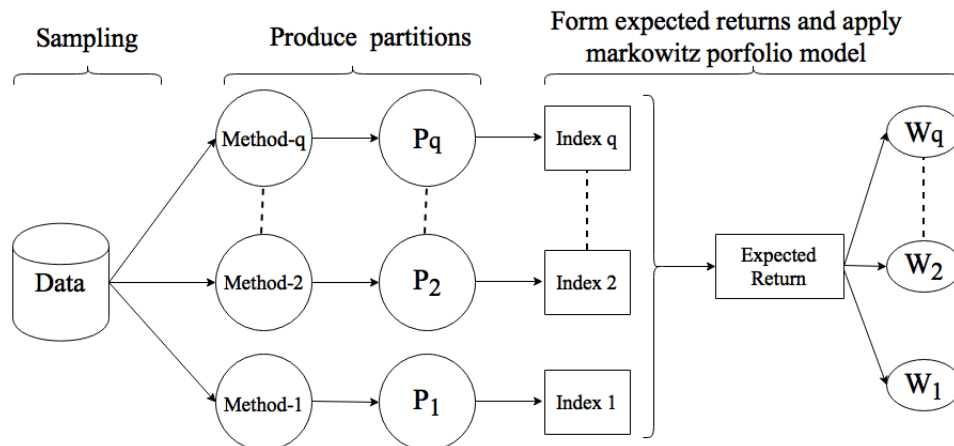 Sampling
Produce partitions
Form expected returns and apply
markowitz porfolio model
Method-q
Pq
Index q
Wq
Data
Method-2
P2
Index 2
Expected
Return
W2
Method-1
P1
Index 1
W1